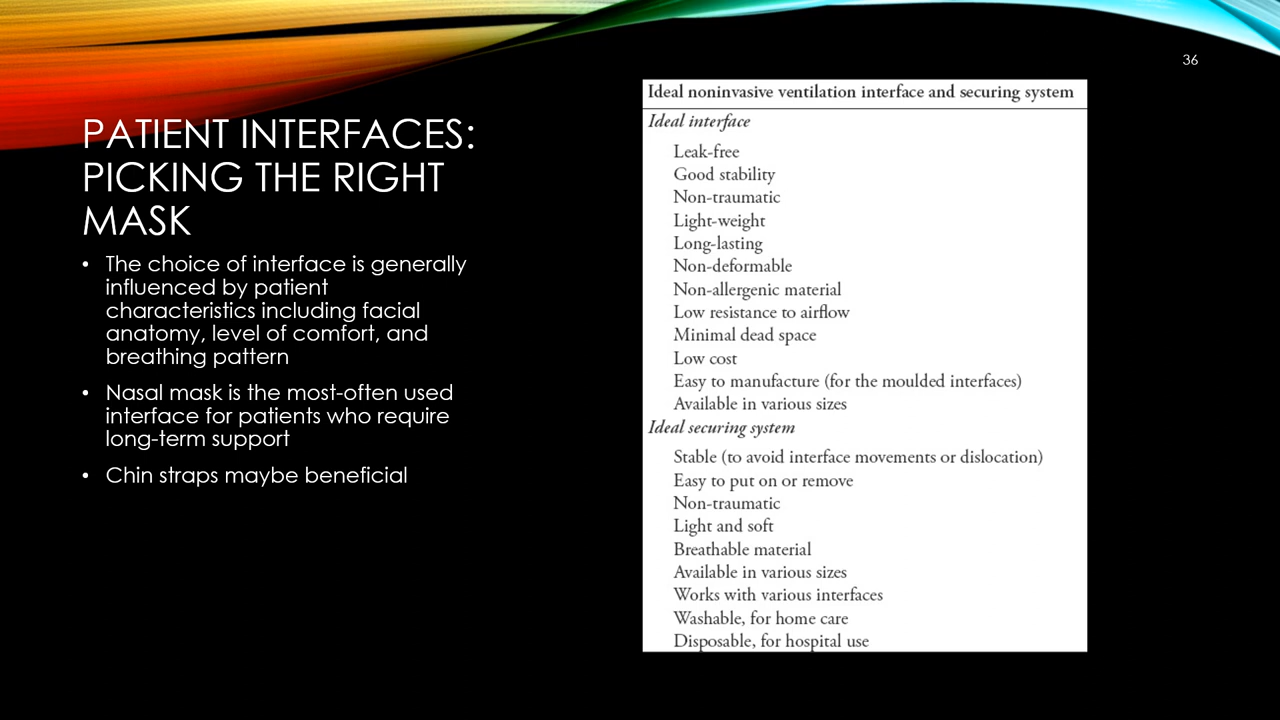 36
PATIENT INTERFACES:
PICKING THE RIGHT
MASK
• The choice of interface is generally
influenced by patient
characteristics including facial
anatomy, level of comfort, and
breathing pattern
• Nasal mask is the most-often used
interface for patients who require
long-term support
• Chin straps maybe beneficial
Ideal noninvasive ventilation interface and securing system
Ideal interface
Leak-free
Good stability
Non-traumatic
Light-weight
Long-lasting
Non-deformable
Non-allergenic material
Low resistance to airflow
Minimal dead space
Low cost
Easy to manufacture (for the moulded interfaces)
Available in various sizes
Ideal securing system
Stable (to avoid interface movements or dislocation)
Easy to put on or remove
Non-traumatic
Light and soft
Breathable material
Available in various sizes
Works with various interfaces
Washable, for home care
Disposable, for hospital use